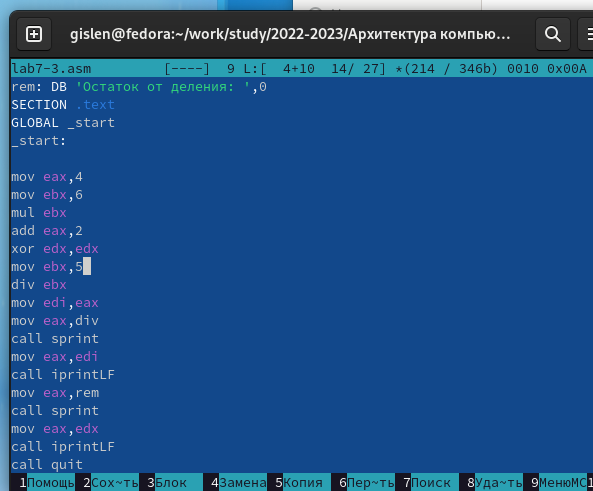 gislen@fedora:~/work/study/2022-2023/Архитектура компью...
lab7-3.asm [----] 9 L:[ 4+10 14/ 27] *(214 / 346b) 0010 0x00A
rem: DB 'Остаток от деления: ',0
SECTION .text
GLOBAL _start
_start:
mov eax,4
mov ebx,6
mul ebx
add eax,2
xor edx,edx
mov ebx,5
div ebx
mov edi,eax
mov eax,div
call sprint
mov eax,edi
call iprintLF
mov eax,rem
call sprint
mov eax,edx
call iprintLF
call quit
1Помощь 2Сох~ть 3Блок 4Замена 5Копия 6Пер~ть 7Поиск 8Уда~ть 9МенюMC1